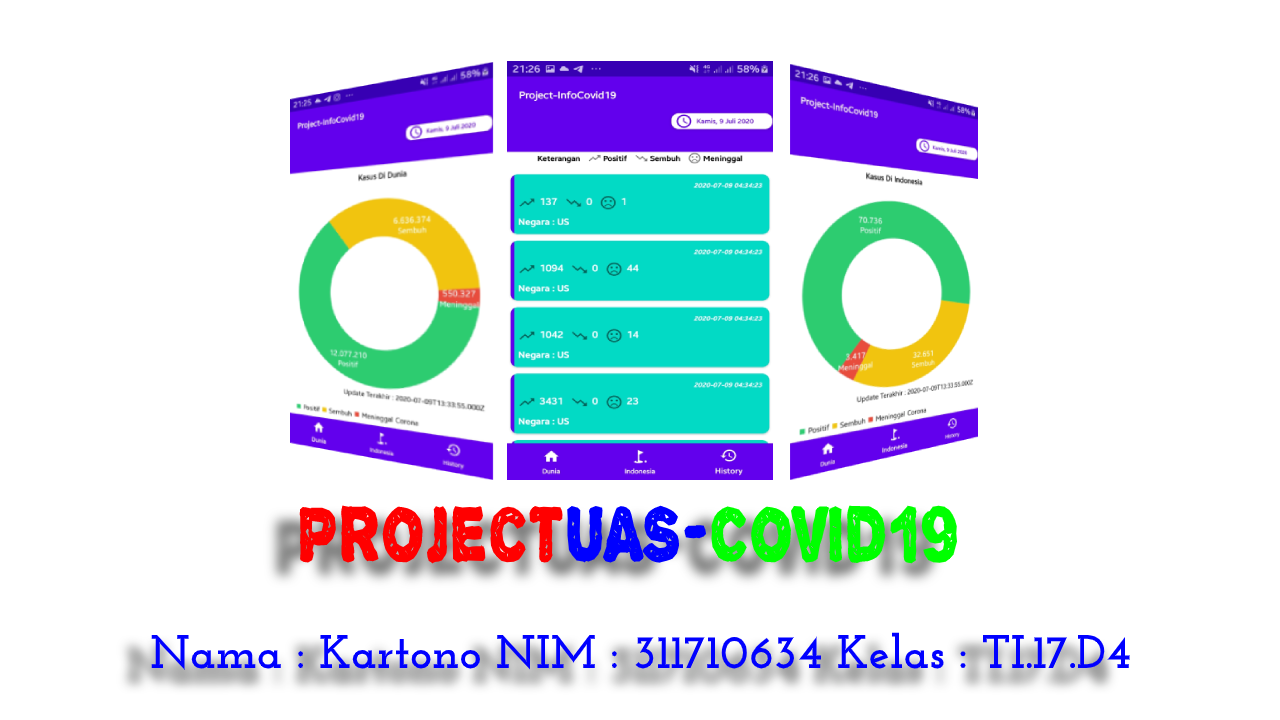 21:25
58%
Project-InfoCovid19
Kamis, 9 Juli 2020
Kasus Di Dunia
6.636.374
Sembuh
550.327
Meninggal
12.077.210
Positif
Update Terakhir : 2020-07-09T13:33:55.000Z
Positif Sembuh Meninggal Corona
Dunia Indonesia History
21:26 ... 58%
Project-InfoCovid19
Kamis, 9 Juli 2020
Keterangan Positif Sembuh Meninggal
2020-07-09 04:34:23
137 0 1
Negara : US
2020-07-09 04:34:23
1094 0 44
Negara : US
2020-07-09 04:34:23
1042 0 14
Negara : US
2020-07-09 04:34:23
3431 0 23
Negara : US
Dunia Indonesia History
21:26 ... 58%
Project-InfoCovid19
Kamis, 9 Juli 2020
Kasus Di Indonesia
70.736
Positif
3.417
Meninggal
32.651
Sembuh
Update Terakhir : 2020-07-09T13:33:55.000Z
Positif Sembuh Meninggal Corona
Dunia Indonesia History
PROJECTUAS-COVID19
Nama : Kartono NIM : 311710634 Kelas : TI.17.D4